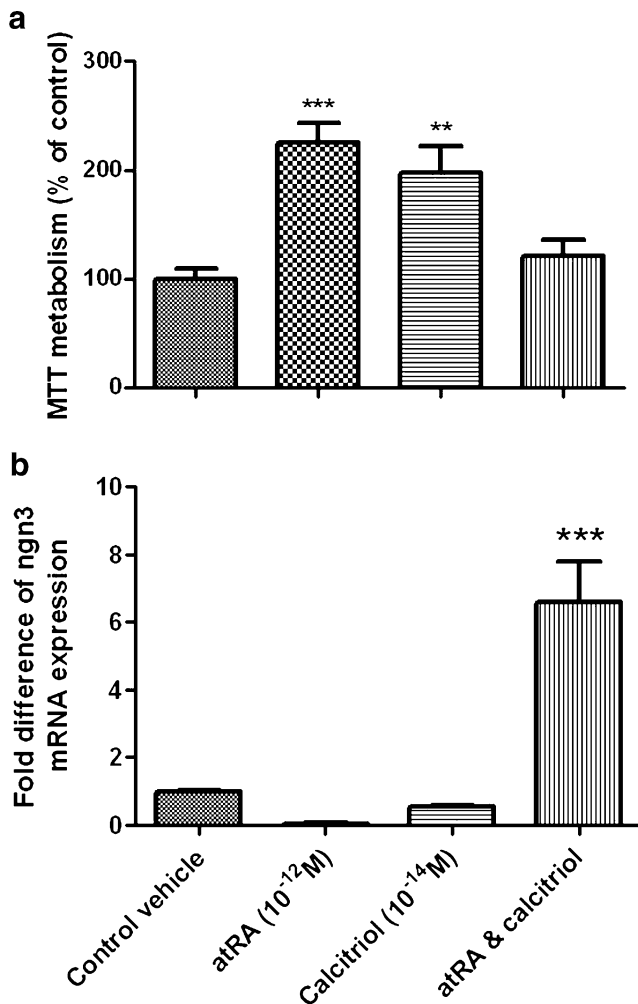 a
MTT metabolism (% of control)
300
200
100
0
***
**
b
Fold difference of ngn3
mRNA expression
10
8
6
4
2
0
***
Control vehicle
atRA (10⁻¹²M)
Calcitriol (10⁻¹⁴M)
atRA & calcitriol